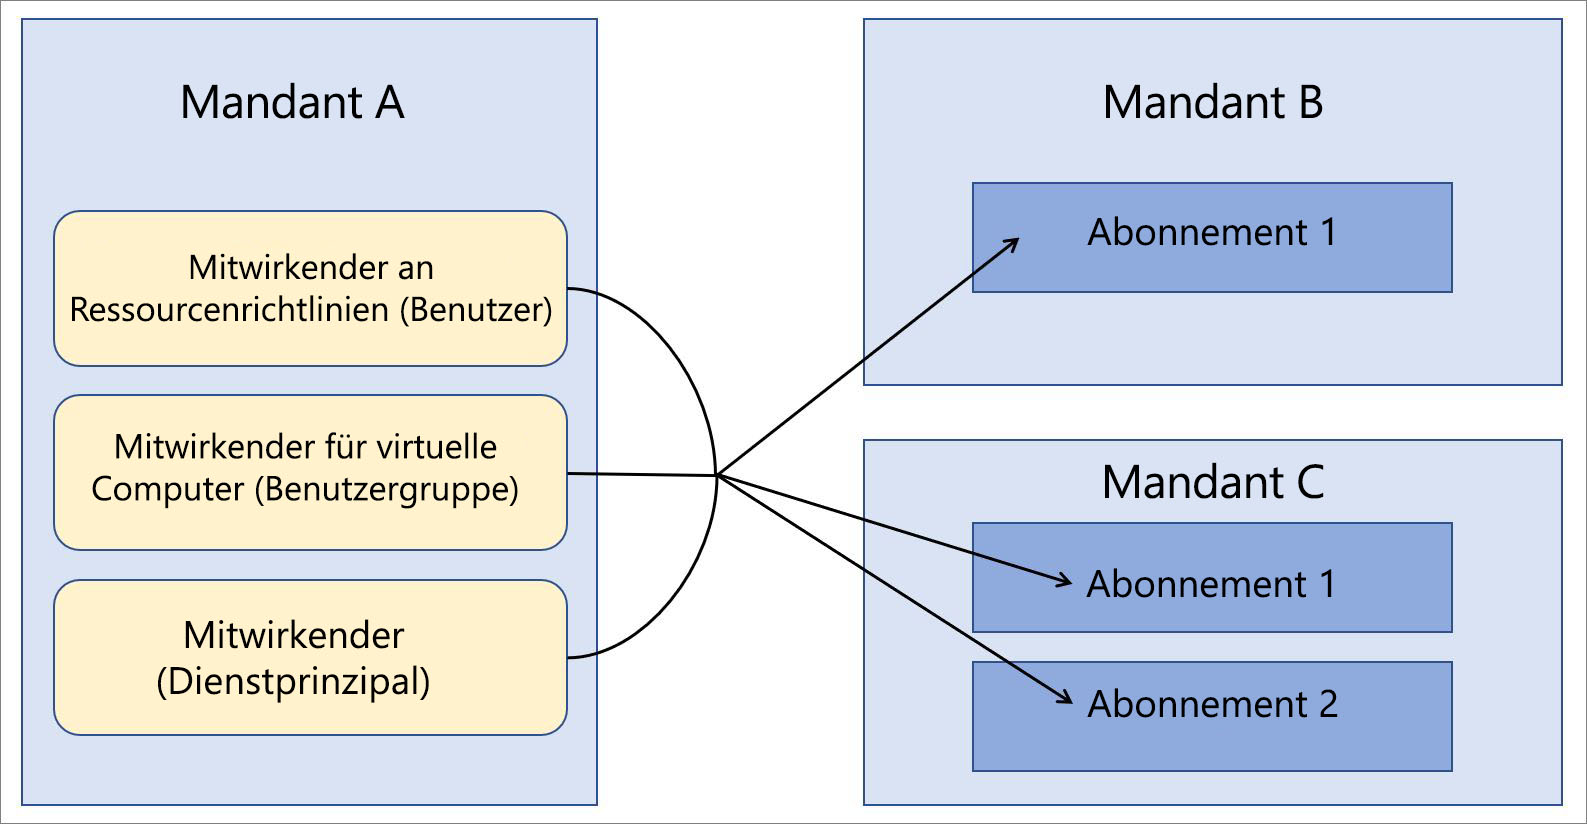 Mandant A
Mitwirkender an
Ressourcenrichtlinien (Benutzer)
Mitwirkender für virtuelle
Computer (Benutzergruppe)
Mitwirkender
(Dienstprinzipal)
Mandant B
Abonnement 1
Mandant C
Abonnement 1
Abonnement 2